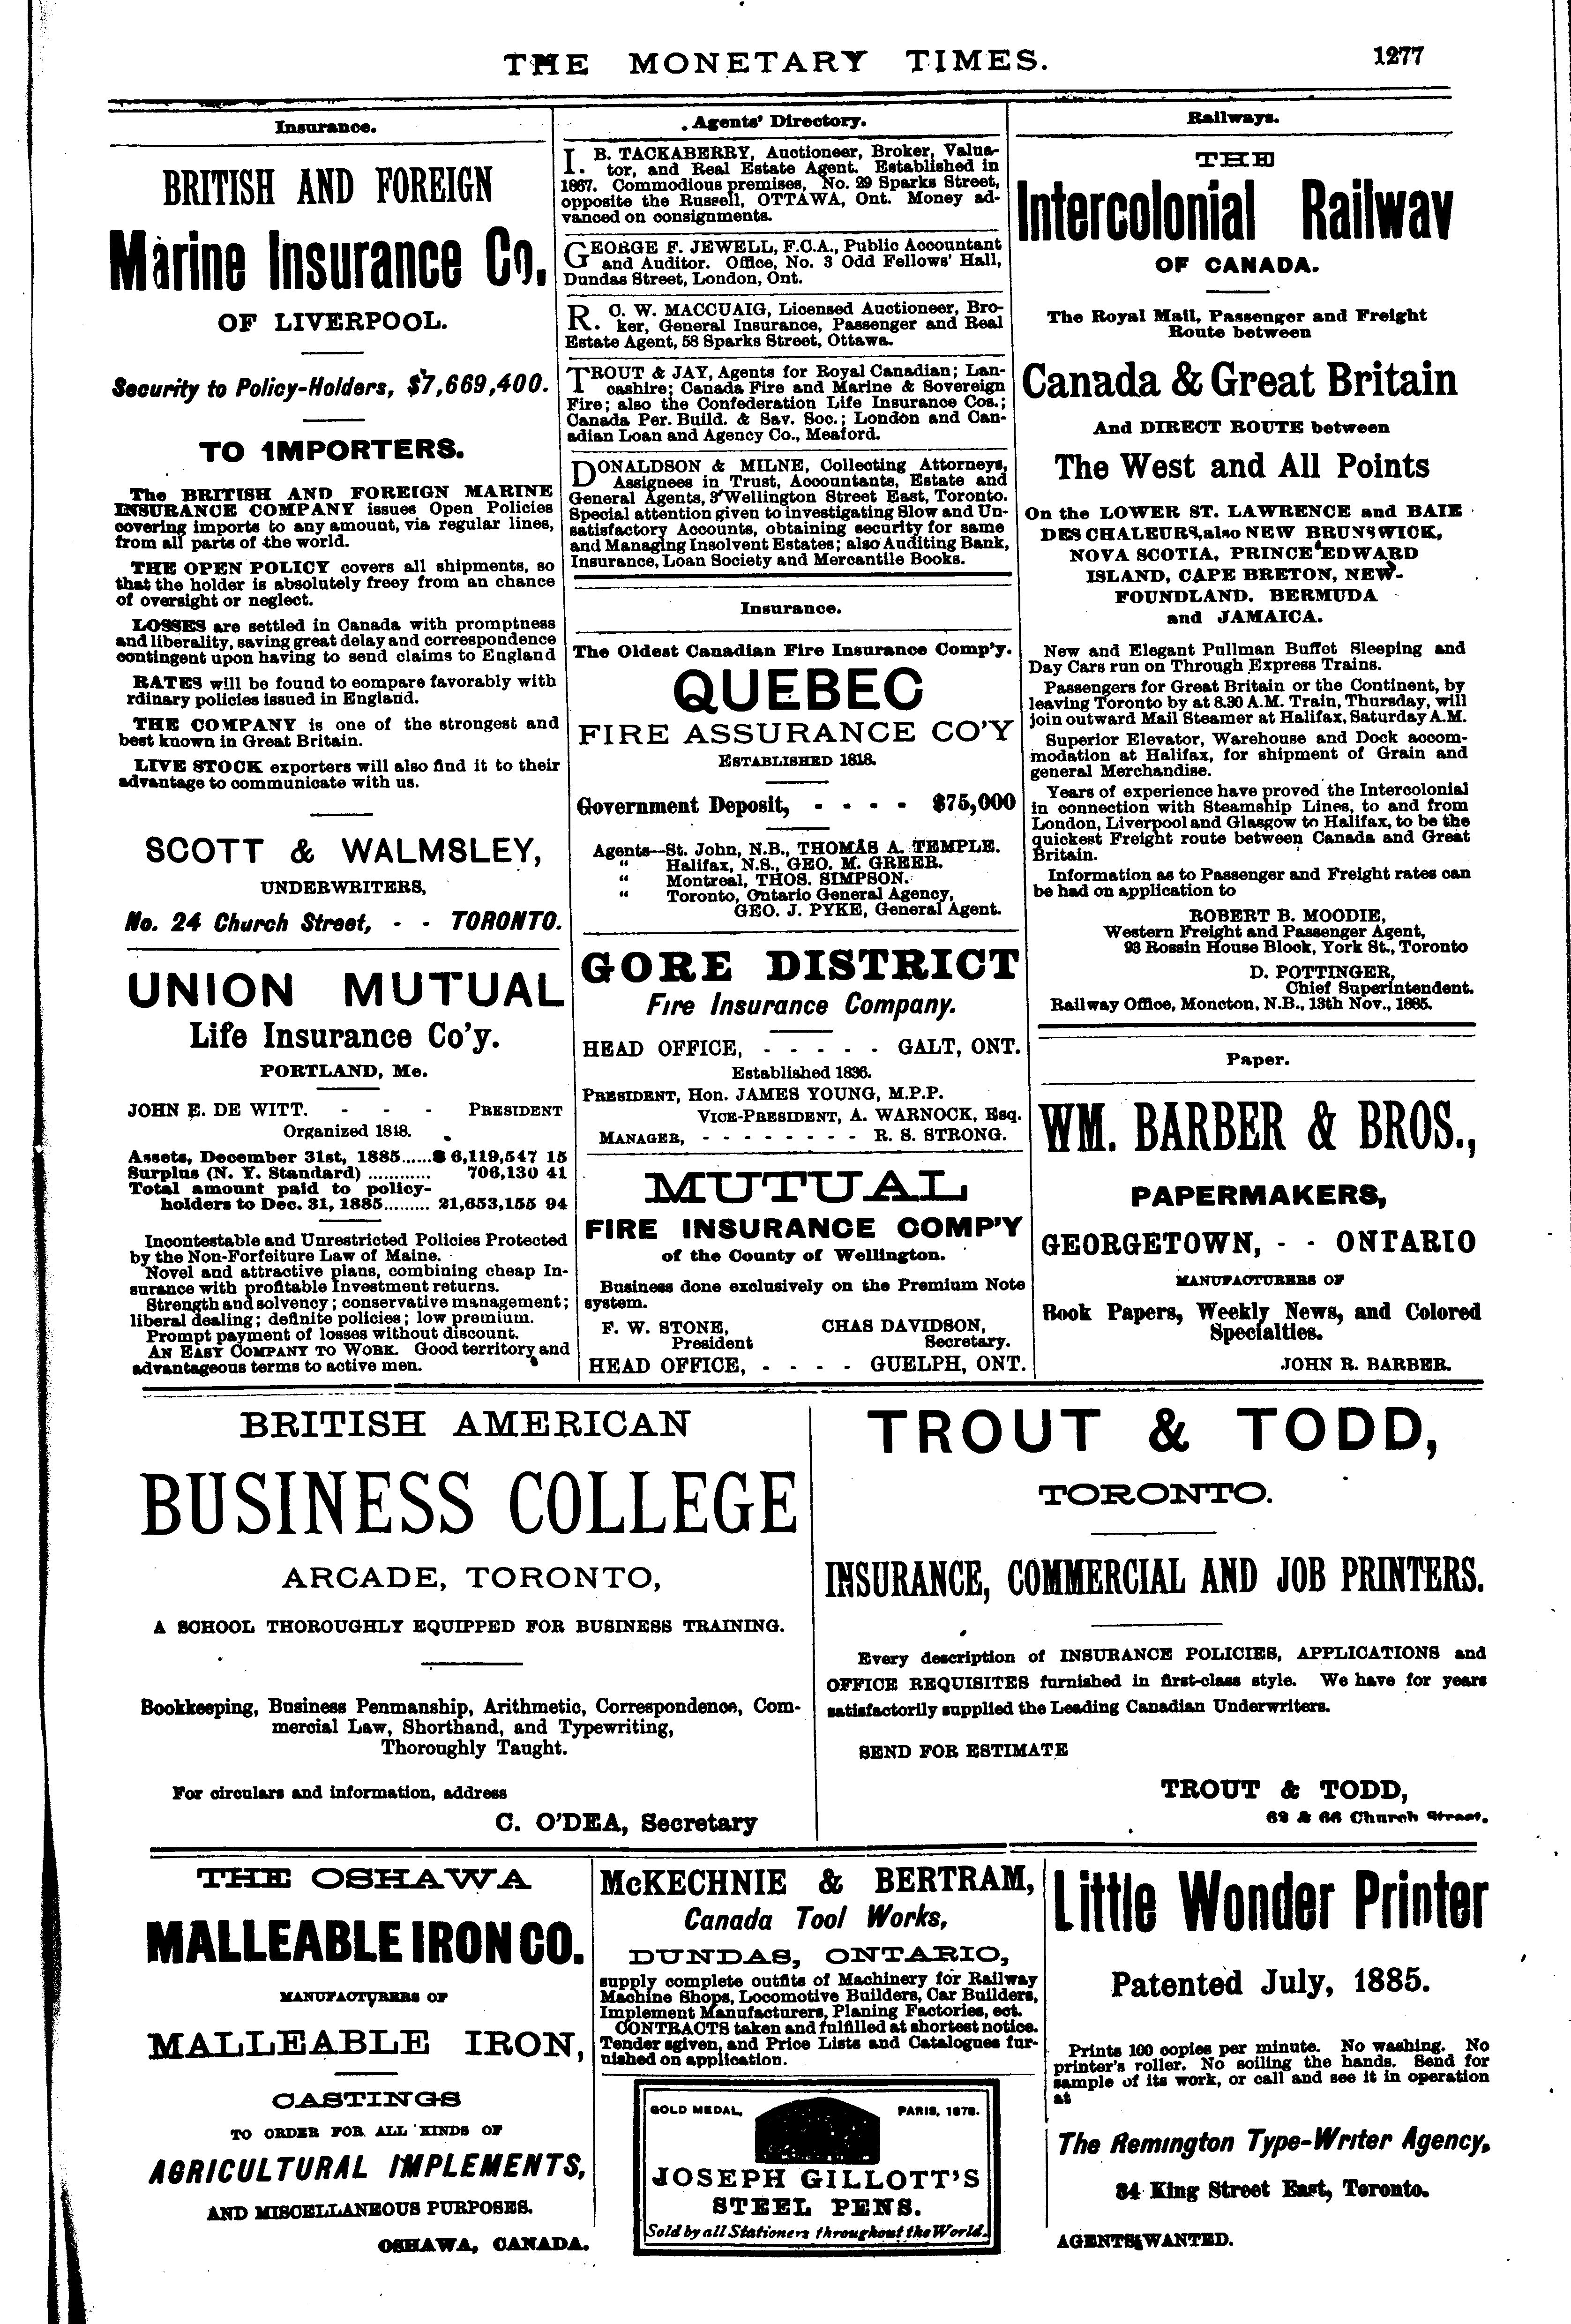 THE MONETARY TIMES.
1277
Insurance.
BRITISH AND FOREIGN
Marine Insurance Co.
OF LIVERPOOL.
Security to Policy-Holders, $7,669,400.
TO IMPORTERS.
The BRITISH AND FOREIGN MARINE
INSURANCE COMPANY issues Open Policies
covering imports to any amount, via regular lines,
from all parts of the world.
THE OPEN POLICY covers all shipments, so
that the holder is absolutely freey from an chance
of oversight or neglect.
LOSSES are settled in Canada with promptness
and liberality, saving great delay and correspondence
contingent upon having to send claims to England
RATES will be found to eompare favorably with
rdinary policies issued in England.
THE COMPANY is one of the strongest and
best known in Great Britain.
LIVE STOCK exporters will also find it to their
advantage to communicate with us.
SCOTT & WALMSLEY,
UNDERWRITERS,
No. 24 Church Street, - - TORONTO.
UNION MUTUAL
Life Insurance Co'y.
PORTLAND, Me.
JOHN E. DE WITT. - - - PRESIDENT
Organized 1848.
Assets, December 31st, 1885......$ 6,119,547 15
Surplus (N. Y. Standard) ............ 706,130 41
Total amount paid to policy-
holders to Dec. 31, 1885......... 21,653,155 94
Incontestable and Unrestricted Policies Protected
by the Non-Forfeiture Law of Maine.
Novel and attractive plans, combining cheap In-
surance with profitable Investment returns.
Strength and solvency; conservative management;
liberal dealing; definite policies; low premium.
Prompt payment of losses without discount.
AN EASY COMPANY TO WORK. Good territory and
advantageous terms to active men.
Agents' Directory.
I. B. TACKABERRY, Auctioneer, Broker, Valua-
tor, and Real Estate Agent. Established in
1867. Commodious premises, No. 29 Sparks Street,
opposite the Russell, OTTAWA, Ont. Money ad-
vanced on consignments.
GEORGE F. JEWELL, F.C.A., Public Accountant
and Auditor. Office, No. 3 Odd Fellows' Hall,
Dundas Street, London, Ont.
R. C. W. MACCUAIG, Licensed Auctioneer, Bro-
ker, General Insurance, Passenger and Real
Estate Agent, 58 Sparks Street, Ottawa.
TROUT & JAY, Agents for Royal Canadian; Lan-
cashire; Canada Fire and Marine & Sovereign
Fire; also the Confederation Life Insurance Cos.;
Canada Per. Build. & Sav. Soc.; London and Can-
adian Loan and Agency Co., Meaford.
DONALDSON & MILNE, Collecting Attorneys,
Assignees in Trust, Accountants, Estate and
General Agents, 3 Wellington Street East, Toronto.
Special attention given to investigating Slow and Un-
satisfactory Accounts, obtaining security for same
and Managing Insolvent Estates; also Auditing Bank,
Insurance, Loan Society and Mercantile Books.
Insurance.
The Oldest Canadian Fire Insurance Comp'y.
QUEBEC
FIRE ASSURANCE CO'Y
ESTABLISHED 1818.
Government Deposit, - - - - $75,000
Agents—St. John, N.B., THOMAS A. TEMPLE.
" Halifax, N.S., GEO. M. GREER.
" Montreal, THOS. SIMPSON.
" Toronto, Ontario General Agency,
GEO. J. PYKE, General Agent.
GORE DISTRICT
Fire Insurance Company.
HEAD OFFICE, - - - - - GALT, ONT.
Established 1836.
PRESIDENT, Hon. JAMES YOUNG, M.P.P.
VICE-PRESIDENT, A. WARNOCK, Esq.
MANAGER, - - - - - - - - R. S. STRONG.
MUTUAL
FIRE INSURANCE COMP'Y
of the County of Wellington.
Business done exclusively on the Premium Note
system.
F. W. STONE, CHAS DAVIDSON,
President Secretary.
HEAD OFFICE, - - - - GUELPH, ONT.
Railways.
THE
Intercolonial Railway
OF CANADA.
The Royal Mail, Passenger and Freight
Route between
Canada & Great Britain
And DIRECT ROUTE between
The West and All Points
On the LOWER ST. LAWRENCE and BAIE
DES CHALEURS, also NEW BRUNSWICK,
NOVA SCOTIA, PRINCE EDWARD
ISLAND, CAPE BRETON, NEW-
FOUNDLAND, BERMUDA
and JAMAICA.
New and Elegant Pullman Buffet Sleeping and
Day Cars run on Through Express Trains.
Passengers for Great Britain or the Continent, by
leaving Toronto by at 8.30 A.M. Train, Thursday, will
join outward Mail Steamer at Halifax, Saturday A.M.
Superior Elevator, Warehouse and Dock accom-
modation at Halifax, for shipment of Grain and
general Merchandise.
Years of experience have proved the Intercolonial
in connection with Steamship Lines, to and from
London, Liverpool and Glasgow to Halifax, to be the
quickest Freight route between Canada and Great
Britain.
Information as to Passenger and Freight rates can
be had on application to
ROBERT B. MOODIE,
Western Freight and Passenger Agent,
93 Rossin House Block, York St., Toronto
D. POTTINGER,
Chief Superintendent.
Railway Office, Moncton, N.B., 13th Nov., 1885.
Paper.
WM. BARBER & BROS.,
PAPERMAKERS,
GEORGETOWN, - - ONTARIO
MANUFACTURERS OF
Book Papers, Weekly News, and Colored
Specialties.
JOHN R. BARBER.
BRITISH AMERICAN
BUSINESS COLLEGE
ARCADE, TORONTO,
A SCHOOL THOROUGHLY EQUIPPED FOR BUSINESS TRAINING.
Bookkeeping, Business Penmanship, Arithmetic, Correspondence, Com-
mercial Law, Shorthand, and Typewriting,
Thoroughly Taught.
For circulars and information, address
C. O'DEA, Secretary
TROUT & TODD,
TORONTO.
INSURANCE, COMMERCIAL AND JOB PRINTERS.
Every description of INSURANCE POLICIES, APPLICATIONS and
OFFICE REQUISITES furnished in first-class style. We have for years
satisfactorily supplied the Leading Canadian Underwriters.
SEND FOR ESTIMATE
TROUT & TODD,
62 & 66 Church Street.
THE OSHAWA
MALLEABLE IRON CO.
MANUFACTURERS OF
MALLEABLE IRON,
CASTINGS
TO ORDER FOR ALL KINDS OF
AGRICULTURAL IMPLEMENTS,
AND MISCELLANEOUS PURPOSES.
OSHAWA, CANADA.
McKECHNIE & BERTRAM,
Canada Tool Works,
DUNDAS, ONTARIO,
supply complete outfits of Machinery for Railway
Machine Shops, Locomotive Builders, Car Builders,
Implement Manufacturers, Planing Factories, ect.
CONTRACTS taken and fulfilled at shortest notice.
Tender sgiven, and Price Lists and Catalogues fur-
nished on application.
GOLD MEDAL, PARIS, 1878.
JOSEPH GILLOTT'S
STEEL PENS.
Sold by all Stationers throughout the World.
Little Wonder Printer
Patented July, 1885.
Prints 100 copies per minute. No washing. No
printer's roller. No soiling the hands. Send for
sample of its work, or call and see it in operation
at
The Remington Type-Writer Agency,
34 King Street East, Toronto.
AGENTS WANTED.